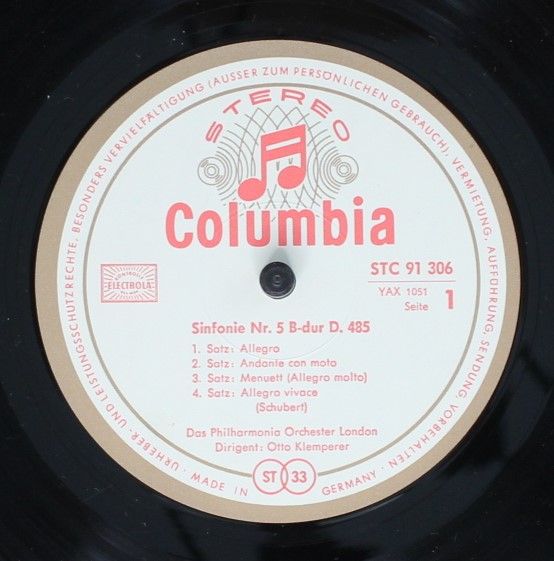 URHEBER- UND LEISTUNGSSCHUTZRECHTE, BESONDERS VERVIELFÄLTIGUNG (AUSSER ZUM PERSÖNLICHEN GEBRAUCH), VERMIETUNG, AUFFÜHRUNG, SENDUNG, VORBEHALTEN · MADE IN GERMANY ·
STEREO
Columbia
ELECTROLA
STC 91 306
YAX 1051
Seite 1
Sinfonie Nr. 5 B-dur D. 485
1. Satz: Allegro
2. Satz: Andante con moto
3. Satz: Menuett (Allegro molto)
4. Satz: Allegro vivace
(Schubert)
Das Philharmonia Orchester London
Dirigent: Otto Klemperer
ST 33